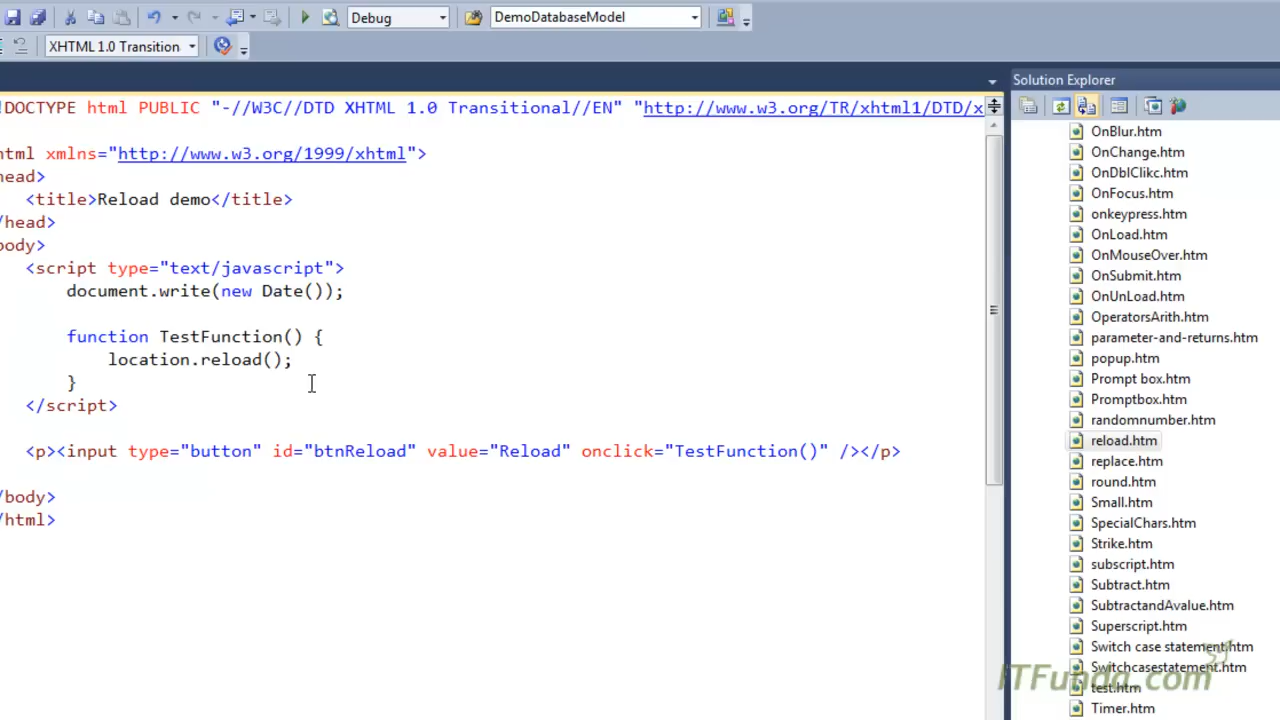 Debug
DemoDatabaseModel
XHTML 1.0 Transition
Solution Explorer
!DOCTYPE html PUBLIC "-//W3C//DTD XHTML 1.0 Transitional//EN" "http://www.w3.org/TR/xhtml1/DTD/x
html xmlns="http://www.w3.org/1999/xhtml">
head>
<title>Reload demo</title>
/head>
body>
<script type="text/javascript">
document.write(new Date());
function TestFunction() {
location.reload();
}
</script>
<p><input type="button" id="btnReload" value="Reload" onclick="TestFunction()" /></p>
/body>
/html>
OnBlur.htm
OnChange.htm
OnDblClikc.htm
OnFocus.htm
onkeypress.htm
OnLoad.htm
OnMouseOver.htm
OnSubmit.htm
OnUnLoad.htm
OperatorsArith.htm
parameter-and-returns.htm
popup.htm
Prompt box.htm
Promptbox.htm
randomnumber.htm
reload.htm
replace.htm
round.htm
Small.htm
SpecialChars.htm
Strike.htm
subscript.htm
Subtract.htm
SubtractandAvalue.htm
Superscript.htm
Switch case statement.htm
Switchcasestatement.htm
test.htm
Timer.htm
ITFunda.com